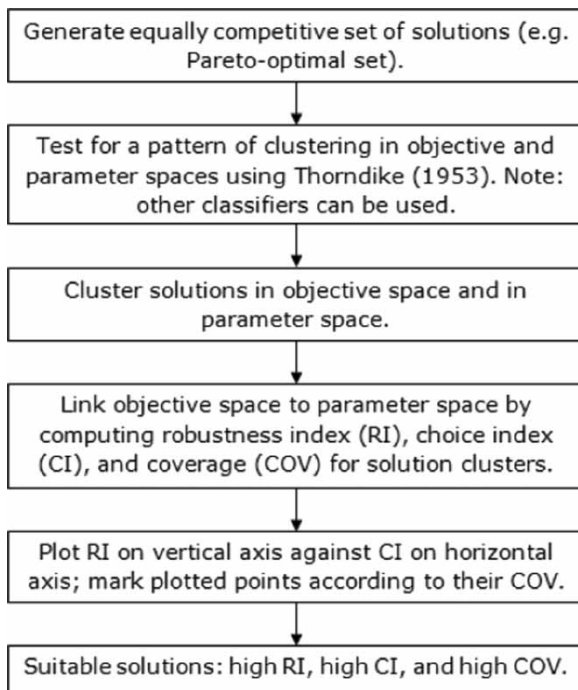 Generate equally competitive set of solutions (e.g.
Pareto-optimal set).
Test for a pattern of clustering in objective and
parameter spaces using Thorndike (1953). Note:
other classifiers can be used.
Cluster solutions in objective space and in
parameter space.
Link objective space to parameter space by
computing robustness index (RI), choice index
(CI), and coverage (COV) for solution clusters.
Plot RI on vertical axis against CI on horizontal
axis; mark plotted points according to their COV.
Suitable solutions: high RI, high CI, and high COV.